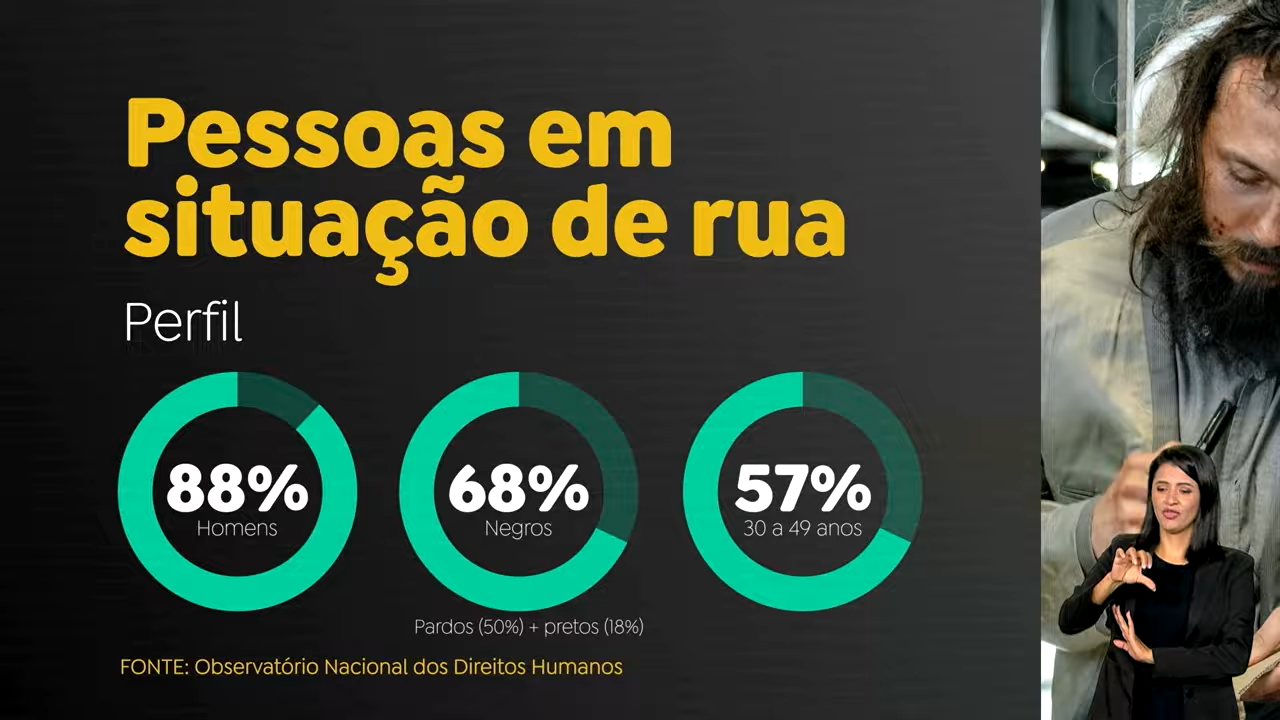 Pessoas em
situação de rua
Perfil
88%
Homens
68%
Negros
57%
30 a 49 anos
Pardos (50%) + pretos (18%)
FONTE: Observatório Nacional dos Direitos Humanos